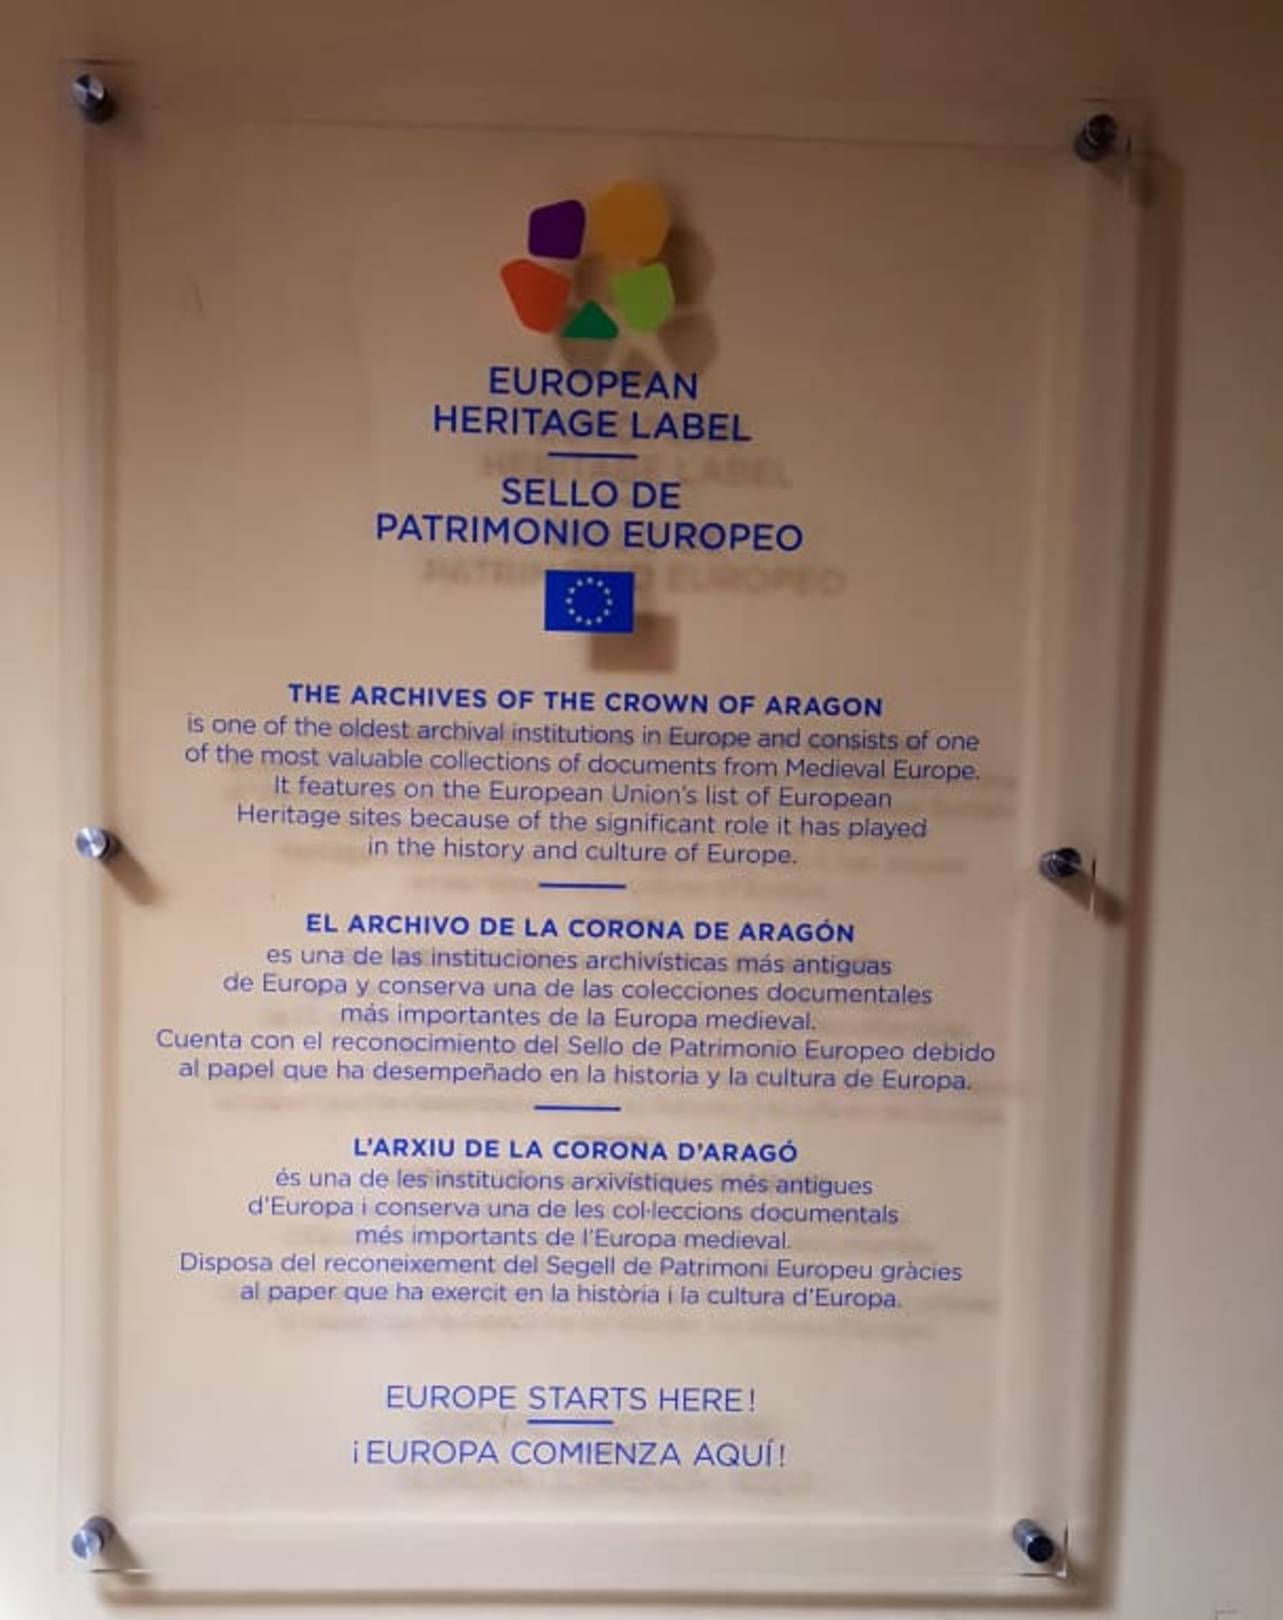 EUROPEAN
HERITAGE LABEL
SELLO DE
PATRIMONIO EUROPEO
THE ARCHIVES OF THE CROWN OF ARAGON
is one of the oldest archival institutions in Europe and consists of one
of the most valuable collections of documents from Medieval Europe.
It features on the European Union's list of European
Heritage sites because of the significant role it has played
in the history and culture of Europe.
EL ARCHIVO DE LA CORONA DE ARAGÓN
es una de las instituciones archivísticas más antiguas
de Europa y conserva una de las colecciones documentales
más importantes de la Europa medieval.
Cuenta con el reconocimiento del Sello de Patrimonio Europeo debido
al papel que ha desempeñado en la historia y la cultura de Europa.
L'ARXIU DE LA CORONA D'ARAGÓ
és una de les institucions arxivístiques més antigues
d'Europa i conserva una de les col·leccions documentals
més importants de l'Europa medieval.
Disposa del reconeixement del Segell de Patrimoni Europeu gràcies
al paper que ha exercit en la història i la cultura d'Europa.
EUROPE STARTS HERE!
¡EUROPA COMIENZA AQUÍ!